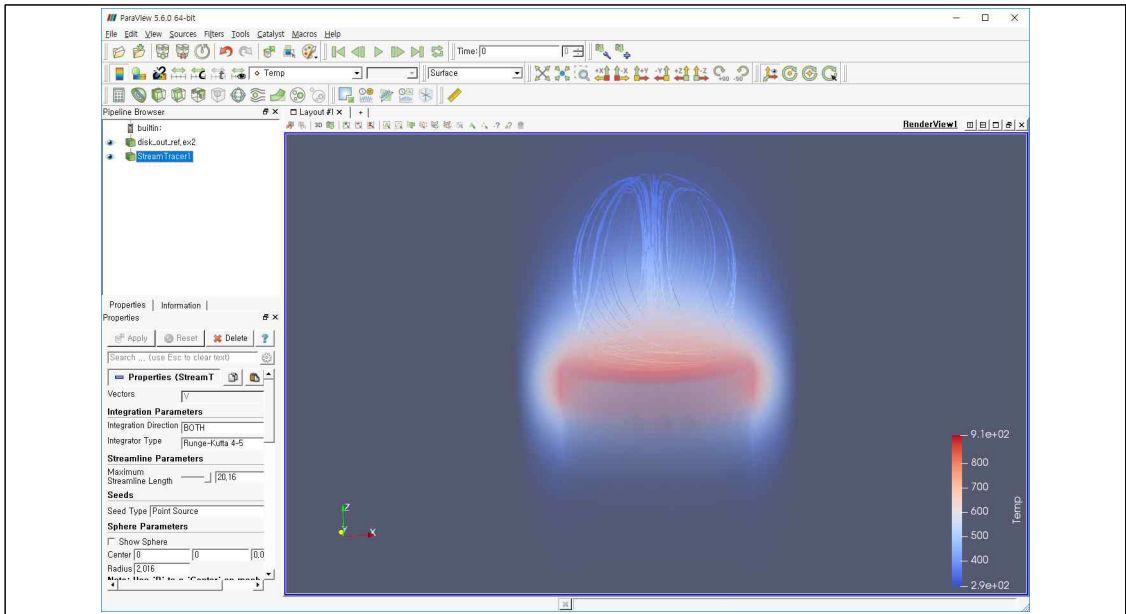 ParaView 5.6.0 64-bit
File Edit View Sources Filters Tools Catalyst Macros Help
Time: 0 0
Temp Surface
+X -X +Y -Y +Z -Z +90 -90
Pipeline Browser
Layout #1 × +
3D
RenderView1
builtin:
disk_out_ref.ex2
StreamTracer1
Properties Information
Properties
Apply Reset Delete ?
Search ... (use Esc to clear text)
Properties (StreamT
Vectors V
Integration Parameters
Integration Direction BOTH
Integrator Type Runge-Kutta 4-5
Streamline Parameters
Maximum
Streamline Length 20,16
Seeds
Seed Type Point Source
Sphere Parameters
Show Sphere
Center 0 0 0,0
Radius 2,016
Z
Y X
9.1e+02
800
700
600
500
400
2.9e+02
Temp